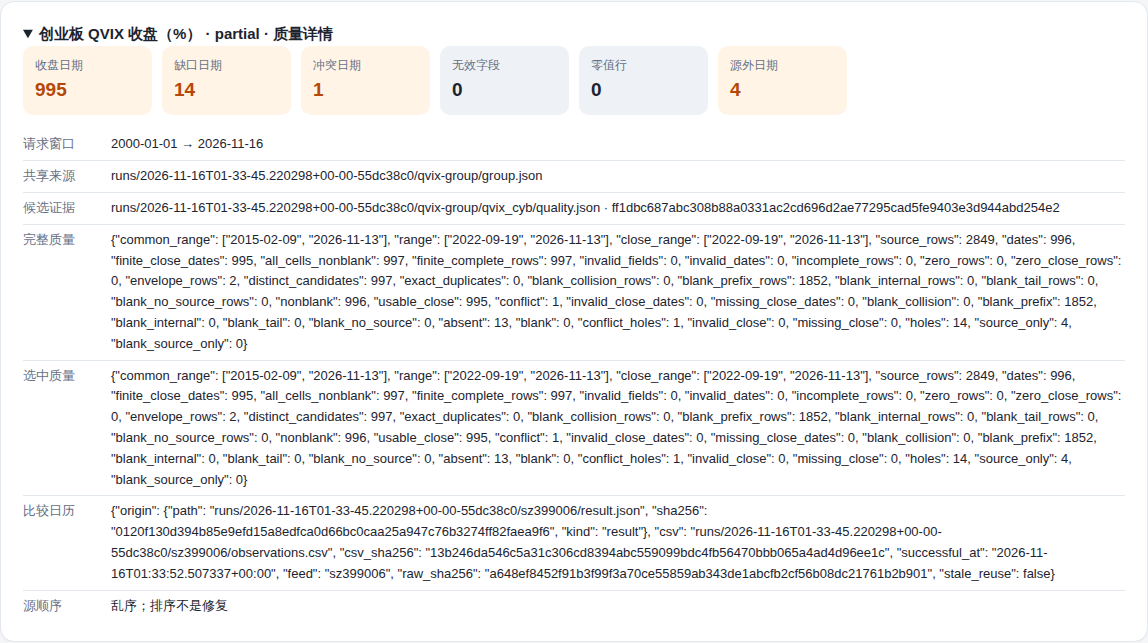 ▼ 创业板 QVIX 收盘（%） · partial · 质量详情
收盘日期 缺口日期 冲突日期 无效字段 零值行 源外日期
995 14 1 0 0 4
请求窗口 2000-01-01 → 2026-11-16
共享来源 runs/2026-11-16T01-33-45.220298+00-00-55dc38c0/qvix-group/group.json
候选证据 runs/2026-11-16T01-33-45.220298+00-00-55dc38c0/qvix-group/qvix_cyb/quality.json · ff1dbc687abc308b88a0331ac2cd696d2ae77295cad5fe9403e3d944abd254e2
完整质量 {"common_range": ["2015-02-09", "2026-11-13"], "range": ["2022-09-19", "2026-11-13"], "close_range": ["2022-09-19", "2026-11-13"], "source_rows": 2849, "dates": 996,
"finite_close_dates": 995, "all_cells_nonblank": 997, "finite_complete_rows": 997, "invalid_fields": 0, "invalid_dates": 0, "incomplete_rows": 0, "zero_rows": 0, "zero_close_rows":
0, "envelope_rows": 2, "distinct_candidates": 997, "exact_duplicates": 0, "blank_collision_rows": 0, "blank_prefix_rows": 1852, "blank_internal_rows": 0, "blank_tail_rows": 0,
"blank_no_source_rows": 0, "nonblank": 996, "usable_close": 995, "conflict": 1, "invalid_close_dates": 0, "missing_close_dates": 0, "blank_collision": 0, "blank_prefix": 1852,
"blank_internal": 0, "blank_tail": 0, "blank_no_source": 0, "absent": 13, "blank": 0, "conflict_holes": 1, "invalid_close": 0, "missing_close": 0, "holes": 14, "source_only": 4,
"blank_source_only": 0}
选中质量 {"common_range": ["2015-02-09", "2026-11-13"], "range": ["2022-09-19", "2026-11-13"], "close_range": ["2022-09-19", "2026-11-13"], "source_rows": 2849, "dates": 996,
"finite_close_dates": 995, "all_cells_nonblank": 997, "finite_complete_rows": 997, "invalid_fields": 0, "invalid_dates": 0, "incomplete_rows": 0, "zero_rows": 0, "zero_close_rows":
0, "envelope_rows": 2, "distinct_candidates": 997, "exact_duplicates": 0, "blank_collision_rows": 0, "blank_prefix_rows": 1852, "blank_internal_rows": 0, "blank_tail_rows": 0,
"blank_no_source_rows": 0, "nonblank": 996, "usable_close": 995, "conflict": 1, "invalid_close_dates": 0, "missing_close_dates": 0, "blank_collision": 0, "blank_prefix": 1852,
"blank_internal": 0, "blank_tail": 0, "blank_no_source": 0, "absent": 13, "blank": 0, "conflict_holes": 1, "invalid_close": 0, "missing_close": 0, "holes": 14, "source_only": 4,
"blank_source_only": 0}
比较日历 {"origin": {"path": "runs/2026-11-16T01-33-45.220298+00-00-55dc38c0/sz399006/result.json", "sha256":
"0120f130d394b85e9efd15a8edfca0d66bc0caa25a947c76b3274ff82faea9f6", "kind": "result"}, "csv": "runs/2026-11-16T01-33-45.220298+00-00-
55dc38c0/sz399006/observations.csv", "csv_sha256": "13b246da546c5a31c306cd8394abc559099bdc4fb56470bbb065a4ad4d96ee1c", "successful_at": "2026-11-
16T01:33:52.507337+00:00", "feed": "sz399006", "raw_sha256": "a648ef8452f91b3f99f3a70ce55859ab343de1abcfb2cf56b08dc21761b2b901", "stale_reuse": false}
源顺序 乱序；排序不是修复